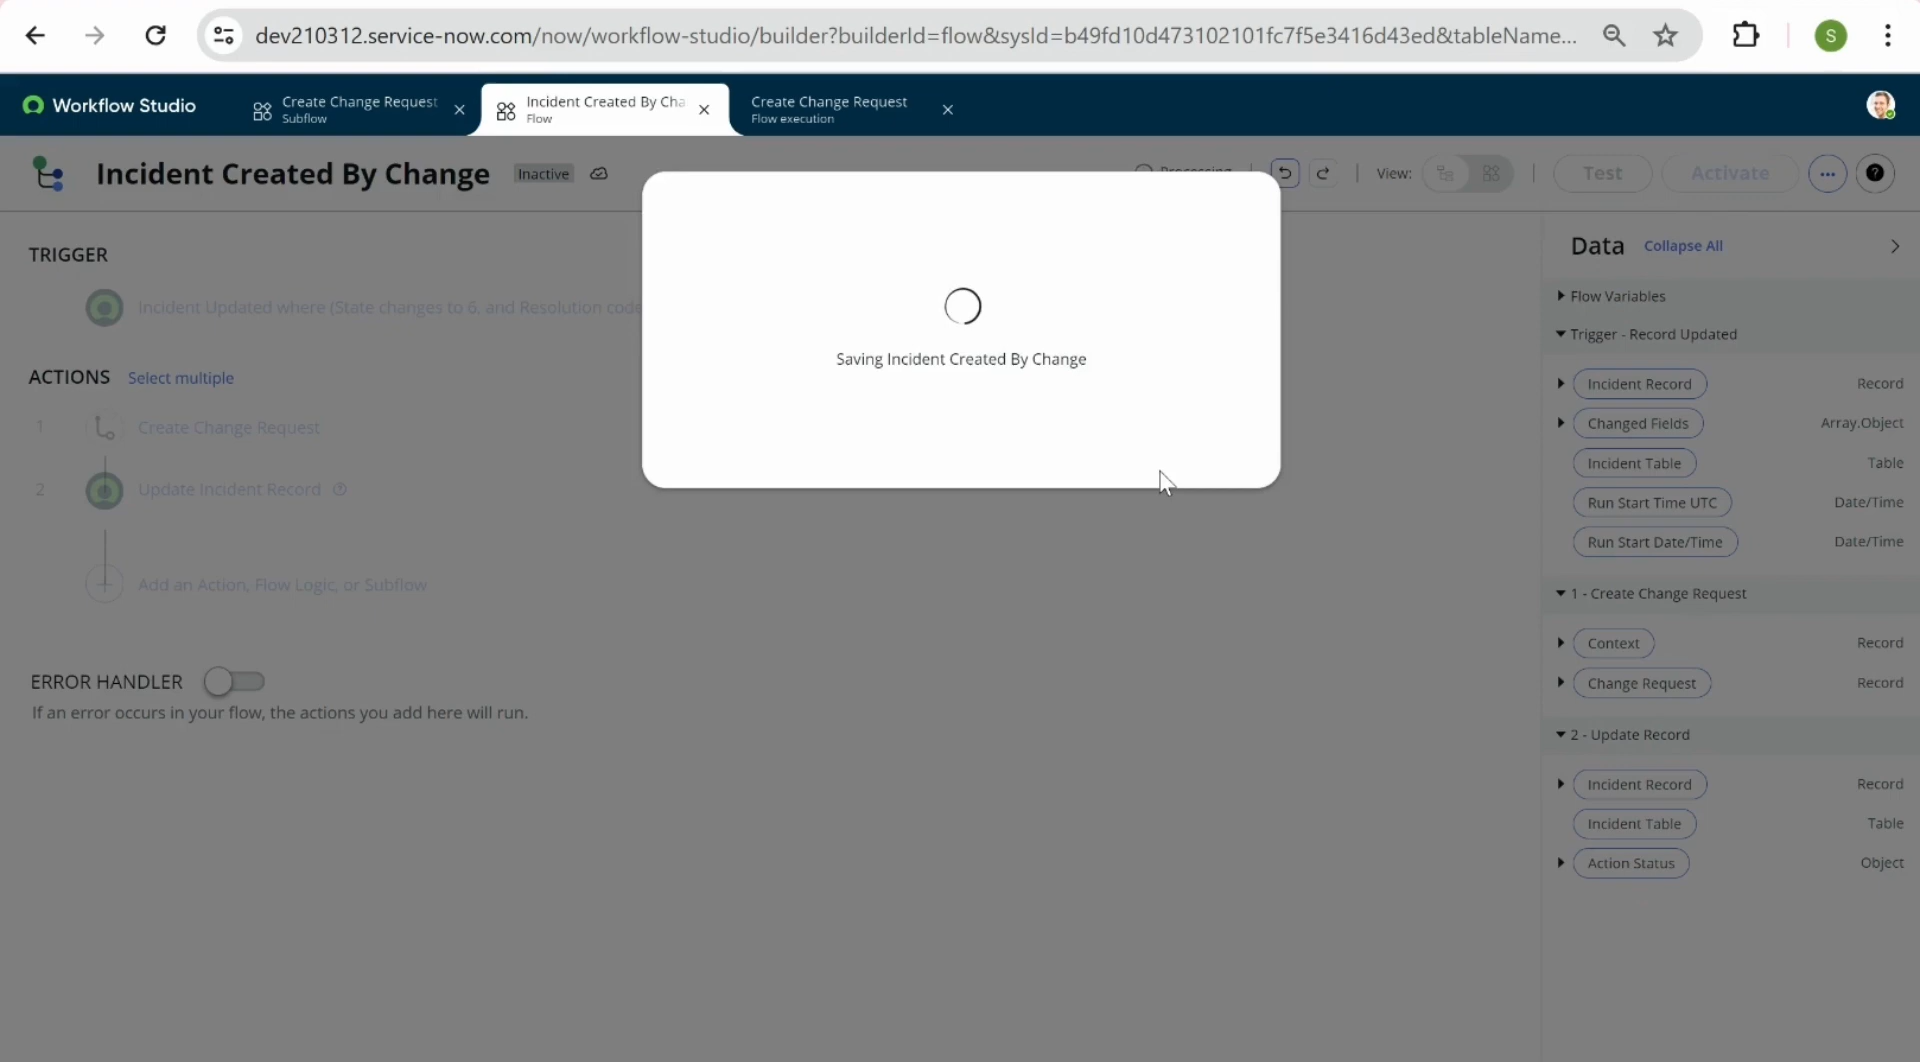 dev210312.service-now.com/now/workflow-studio/builder?builderId=flow&sysId=b49fd10d473102101fc7f5e3416d43ed&tableName...
S
Workflow Studio
Create Change Request
Subflow
Incident Created By Cha
Flow
Create Change Request
Flow execution
Incident Created By Change
Inactive
Processing
View:
Test
Activate
TRIGGER
Incident Updated where (State changes to 6, and Resolution code
ACTIONS
Select multiple
1
Create Change Request
2
Update Incident Record
Add an Action, Flow Logic, or Subflow
ERROR HANDLER
If an error occurs in your flow, the actions you add here will run.
Saving Incident Created By Change
Data
Collapse All
Flow Variables
Trigger - Record Updated
Incident Record
Record
Changed Fields
Array.Object
Incident Table
Table
Run Start Time UTC
Date/Time
Run Start Date/Time
Date/Time
1 - Create Change Request
Context
Record
Change Request
Record
2 - Update Record
Incident Record
Record
Incident Table
Table
Action Status
Object